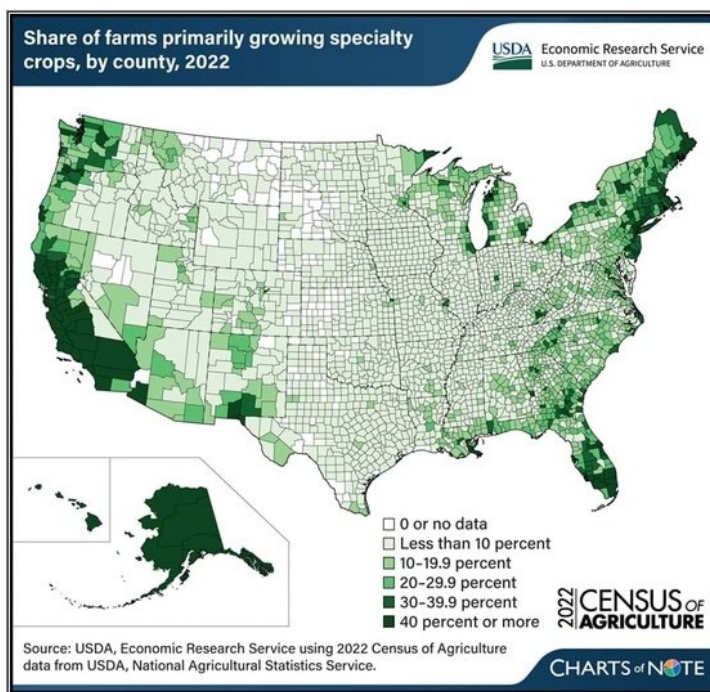 Share of farms primarily growing specialty
crops, by county, 2022
USDA
Economic Research Service
U.S. DEPARTMENT OF AGRICULTURE
0 or no data
Less than 10 percent
10–19.9 percent
20–29.9 percent
30–39.9 percent
40 percent or more
2022 CENSUS OF
AGRICULTURE
Source: USDA, Economic Research Service using 2022 Census of Agriculture
data from USDA, National Agricultural Statistics Service.
CHARTS of NOTE